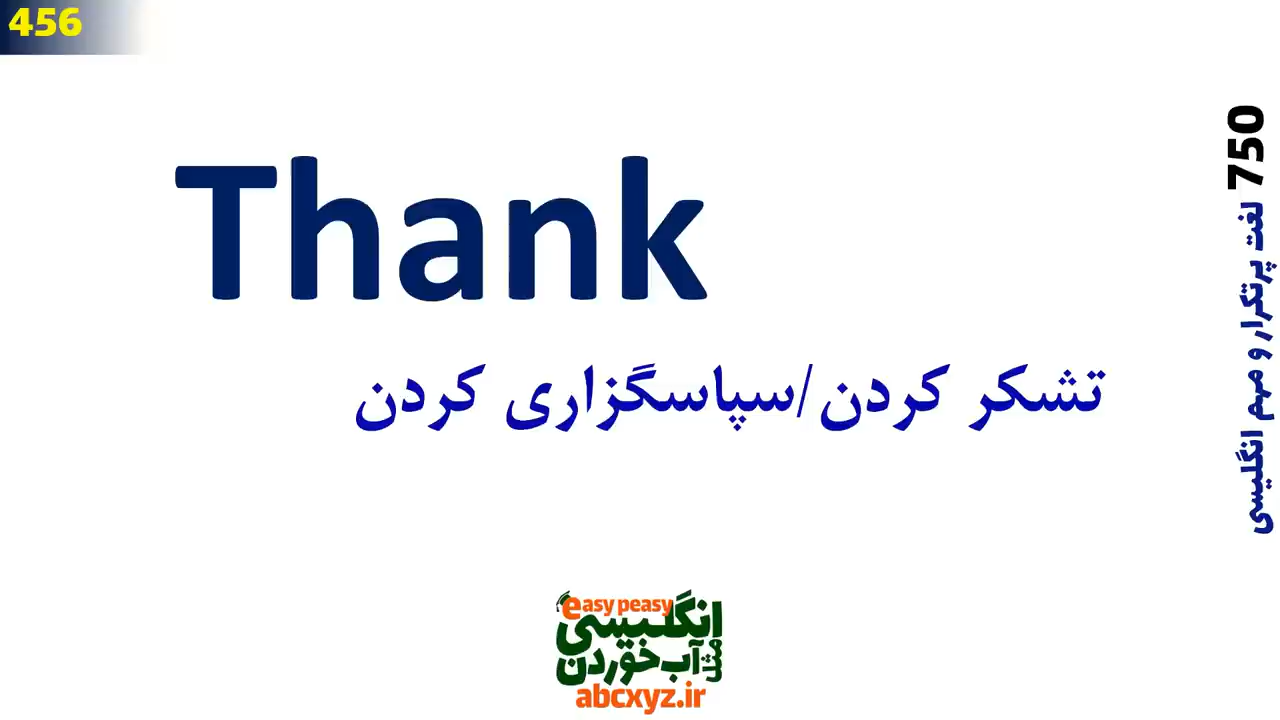 456
Thank
تشکر کردن/سپاسگزاری کردن
750 لغت پرتکرار و مهم انگلیسی
easy peasy
انگلیسی
مثل آب خوردن
abcxyz.ir